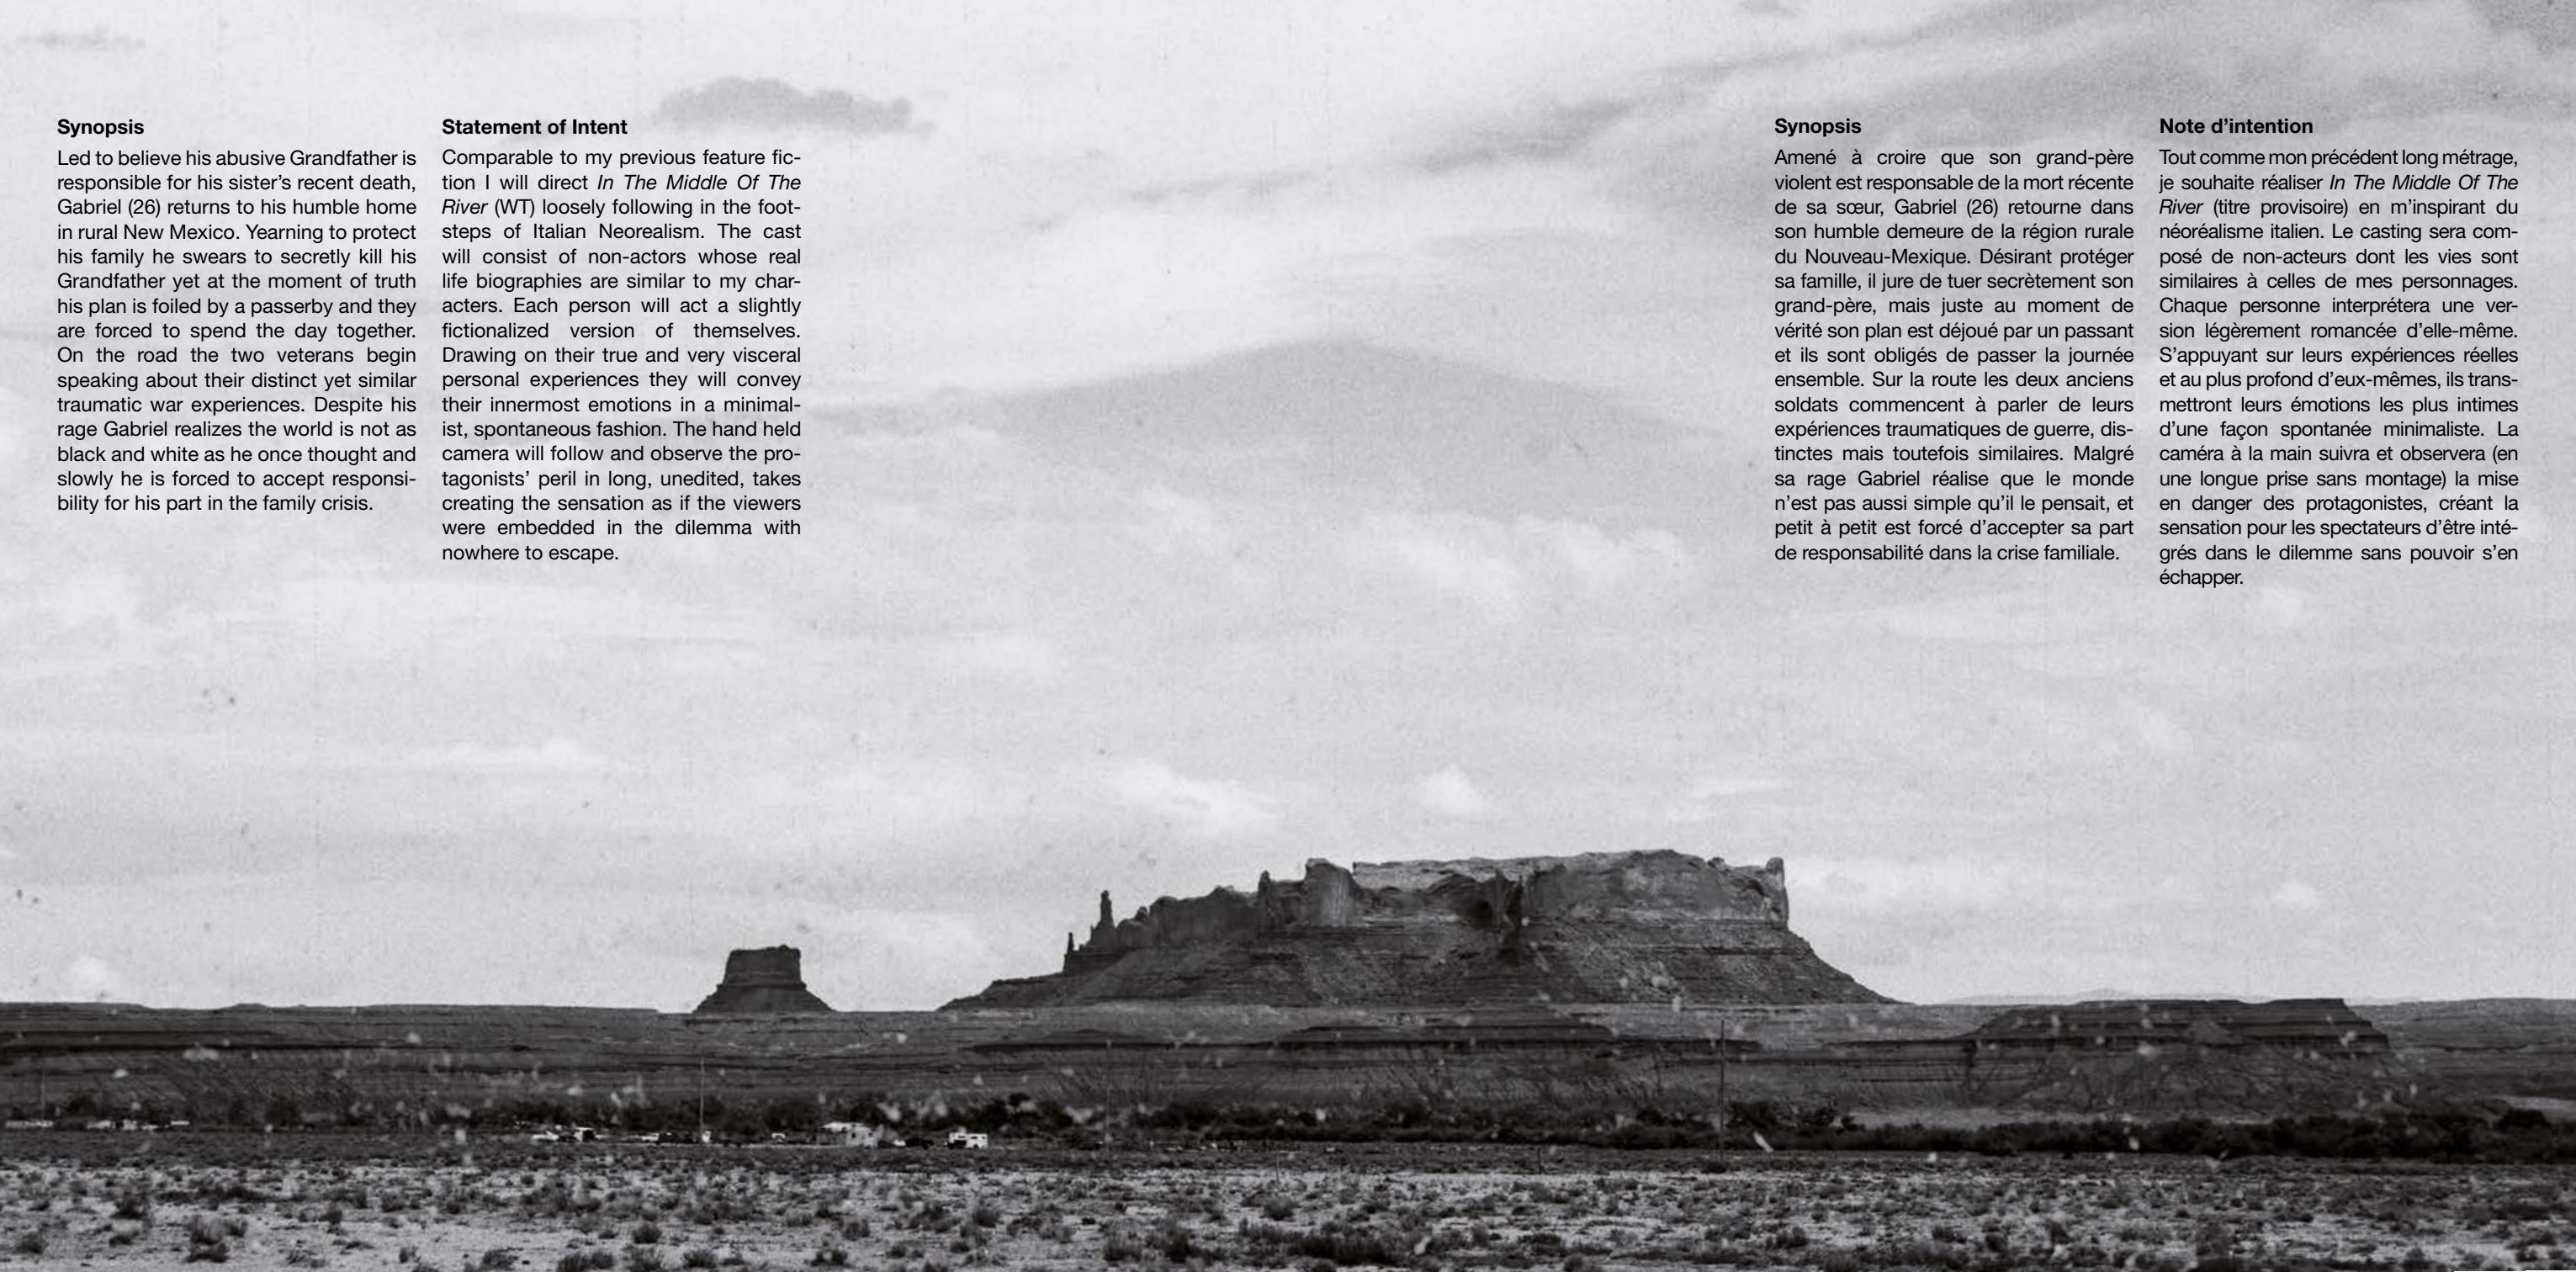 Synopsis
Led to believe his abusive Grandfather is
responsible for his sister’s recent death,
Gabriel (26) returns to his humble home
in rural New Mexico. Yearning to protect
his family he swears to secretly kill his
Grandfather yet at the moment of truth
his plan is foiled by a passerby and they
are forced to spend the day together.
On the road the two veterans begin
speaking about their distinct yet similar
traumatic war experiences. Despite his
rage Gabriel realizes the world is not as
black and white as he once thought and
slowly he is forced to accept responsi-
bility for his part in the family crisis.
Statement of Intent
Comparable to my previous feature fic-
tion I will direct In The Middle Of The
River (WT) loosely following in the foot-
steps of Italian Neorealism. The cast
will consist of non-actors whose real
life biographies are similar to my char-
acters. Each person will act a slightly
fictionalized version of themselves.
Drawing on their true and very visceral
personal experiences they will convey
their innermost emotions in a minimal-
ist, spontaneous fashion. The hand held
camera will follow and observe the pro-
tagonists’ peril in long, unedited, takes
creating the sensation as if the viewers
were embedded in the dilemma with
nowhere to escape.
Synopsis
Amené à croire que son grand-père
violent est responsable de la mort récente
de sa sœur, Gabriel (26) retourne dans
son humble demeure de la région rurale
du Nouveau-Mexique. Désirant protéger
sa famille, il jure de tuer secrètement son
grand-père, mais juste au moment de
vérité son plan est déjoué par un passant
et ils sont obligés de passer la journée
ensemble. Sur la route les deux anciens
soldats commencent à parler de leurs
expériences traumatiques de guerre, dis-
tinctes mais toutefois similaires. Malgré
sa rage Gabriel réalise que le monde
n’est pas aussi simple qu’il le pensait, et
petit à petit est forcé d’accepter sa part
de responsabilité dans la crise familiale.
Note d’intention
Tout comme mon précédent long métrage,
je souhaite réaliser In The Middle Of The
River (titre provisoire) en m’inspirant du
néoréalisme italien. Le casting sera com-
posé de non-acteurs dont les vies sont
similaires à celles de mes personnages.
Chaque personne interprétera une ver-
sion légèrement romancée d’elle-même.
S’appuyant sur leurs expériences réelles
et au plus profond d’eux-mêmes, ils trans-
mettront leurs émotions les plus intimes
d’une façon spontanée minimaliste. La
caméra à la main suivra et observera (en
une longue prise sans montage) la mise
en danger des protagonistes, créant la
sensation pour les spectateurs d’être inté-
grés dans le dilemme sans pouvoir s’en
échapper.